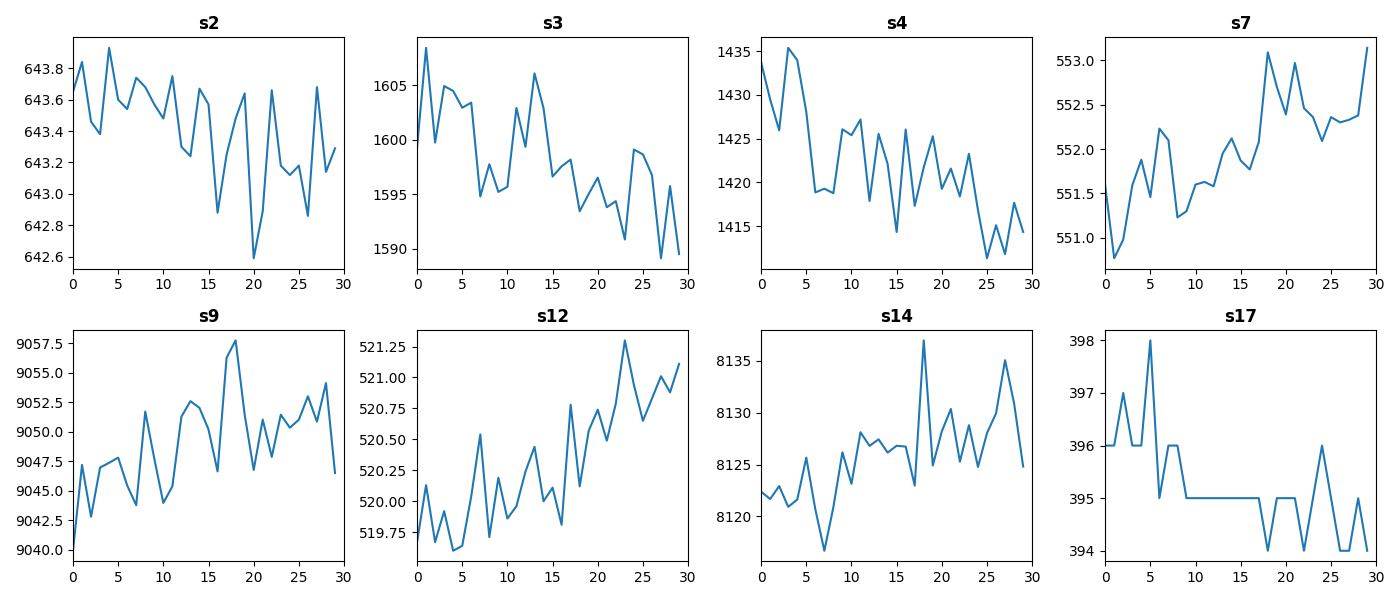 s2
643.8
643.6
643.4
643.2
643.0
642.8
642.6
0 5 10 15 20 25 30
s3
1605
1600
1595
1590
0 5 10 15 20 25 30
s4
1435
1430
1425
1420
1415
0 5 10 15 20 25 30
s7
553.0
552.5
552.0
551.5
551.0
0 5 10 15 20 25 30
s9
9057.5
9055.0
9052.5
9050.0
9047.5
9045.0
9042.5
9040.0
0 5 10 15 20 25 30
s12
521.25
521.00
520.75
520.50
520.25
520.00
519.75
0 5 10 15 20 25 30
s14
8135
8130
8125
8120
0 5 10 15 20 25 30
s17
398
397
396
395
394
0 5 10 15 20 25 30